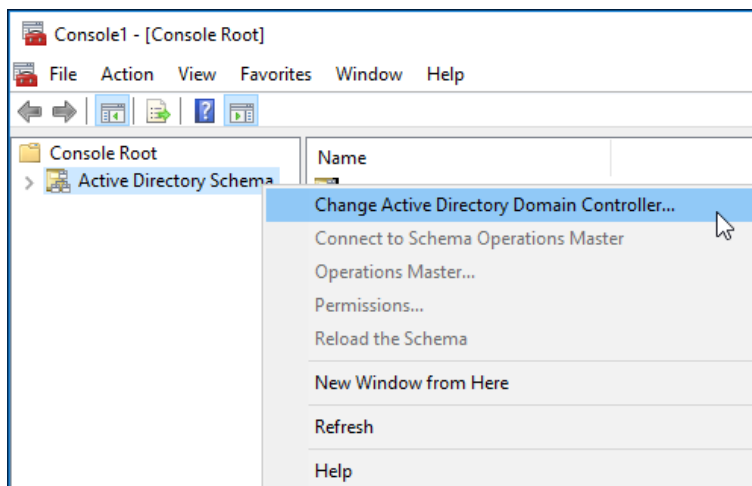 Console1 - [Console Root]
File Action View Favorites Window Help
Console Root
Name
Active Directory Schema
Change Active Directory Domain Controller...
Connect to Schema Operations Master
Operations Master...
Permissions...
Reload the Schema
New Window from Here
Refresh
Help